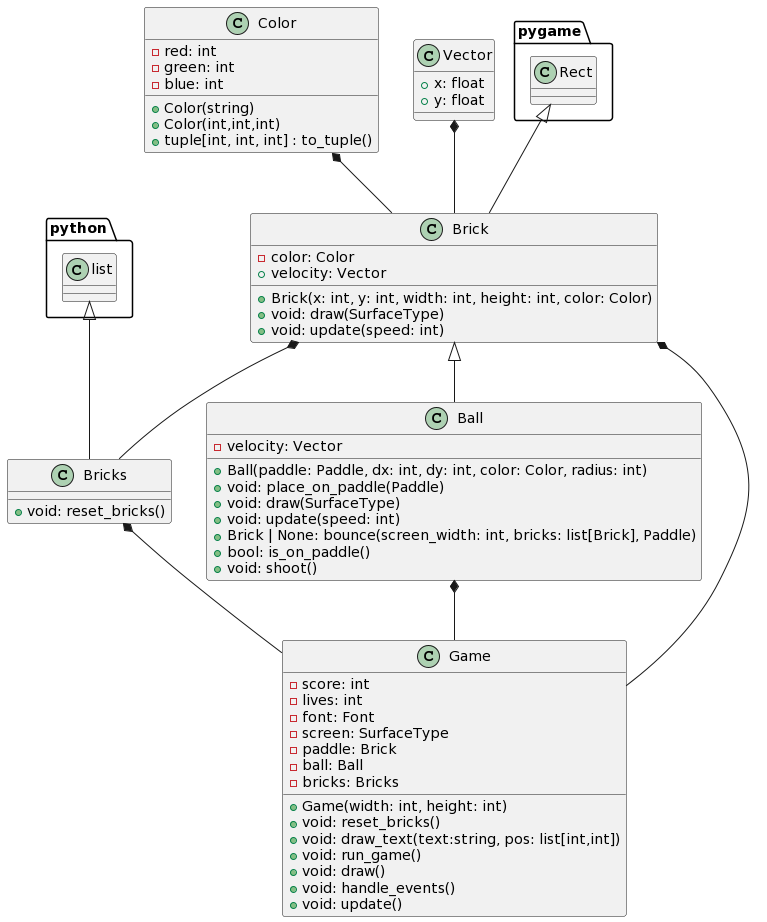 C Color
red: int
green: int
blue: int
Color(string)
Color(int,int,int)
tuple[int, int, int] : to_tuple()
C Vector
x: float
y: float
pygame
C Rect
python
C list
C Brick
color: Color
velocity: Vector
Brick(x: int, y: int, width: int, height: int, color: Color)
void: draw(SurfaceType)
void: update(speed: int)
C Bricks
void: reset_bricks()
C Ball
velocity: Vector
Ball(paddle: Paddle, dx: int, dy: int, color: Color, radius: int)
void: place_on_paddle(Paddle)
void: draw(SurfaceType)
void: update(speed: int)
Brick | None: bounce(screen_width: int, bricks: list[Brick], Paddle)
bool: is_on_paddle()
void: shoot()
C Game
score: int
lives: int
font: Font
screen: SurfaceType
paddle: Brick
ball: Ball
bricks: Bricks
Game(width: int, height: int)
void: reset_bricks()
void: draw_text(text:string, pos: list[int,int])
void: run_game()
void: draw()
void: handle_events()
void: update()